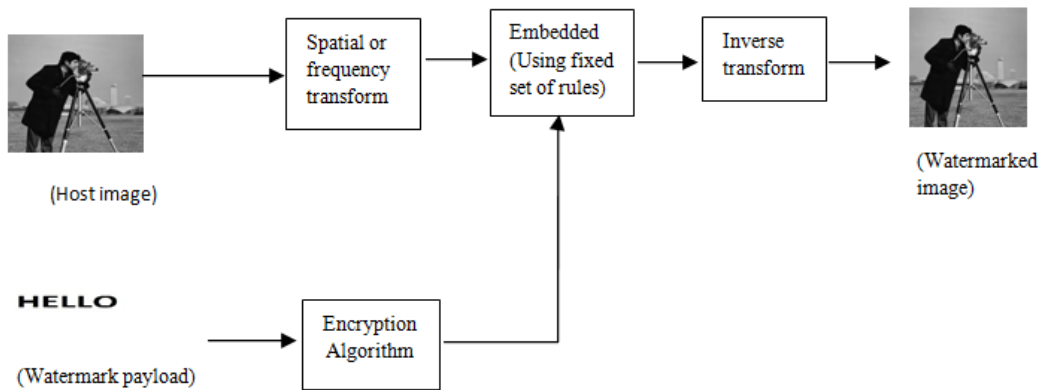 Spatial or
frequency
transform
Embedded
(Using fixed
set of rules)
Inverse
transform
(Host image)
(Watermarked
image)
HELLO
(Watermark payload)
Encryption
Algorithm